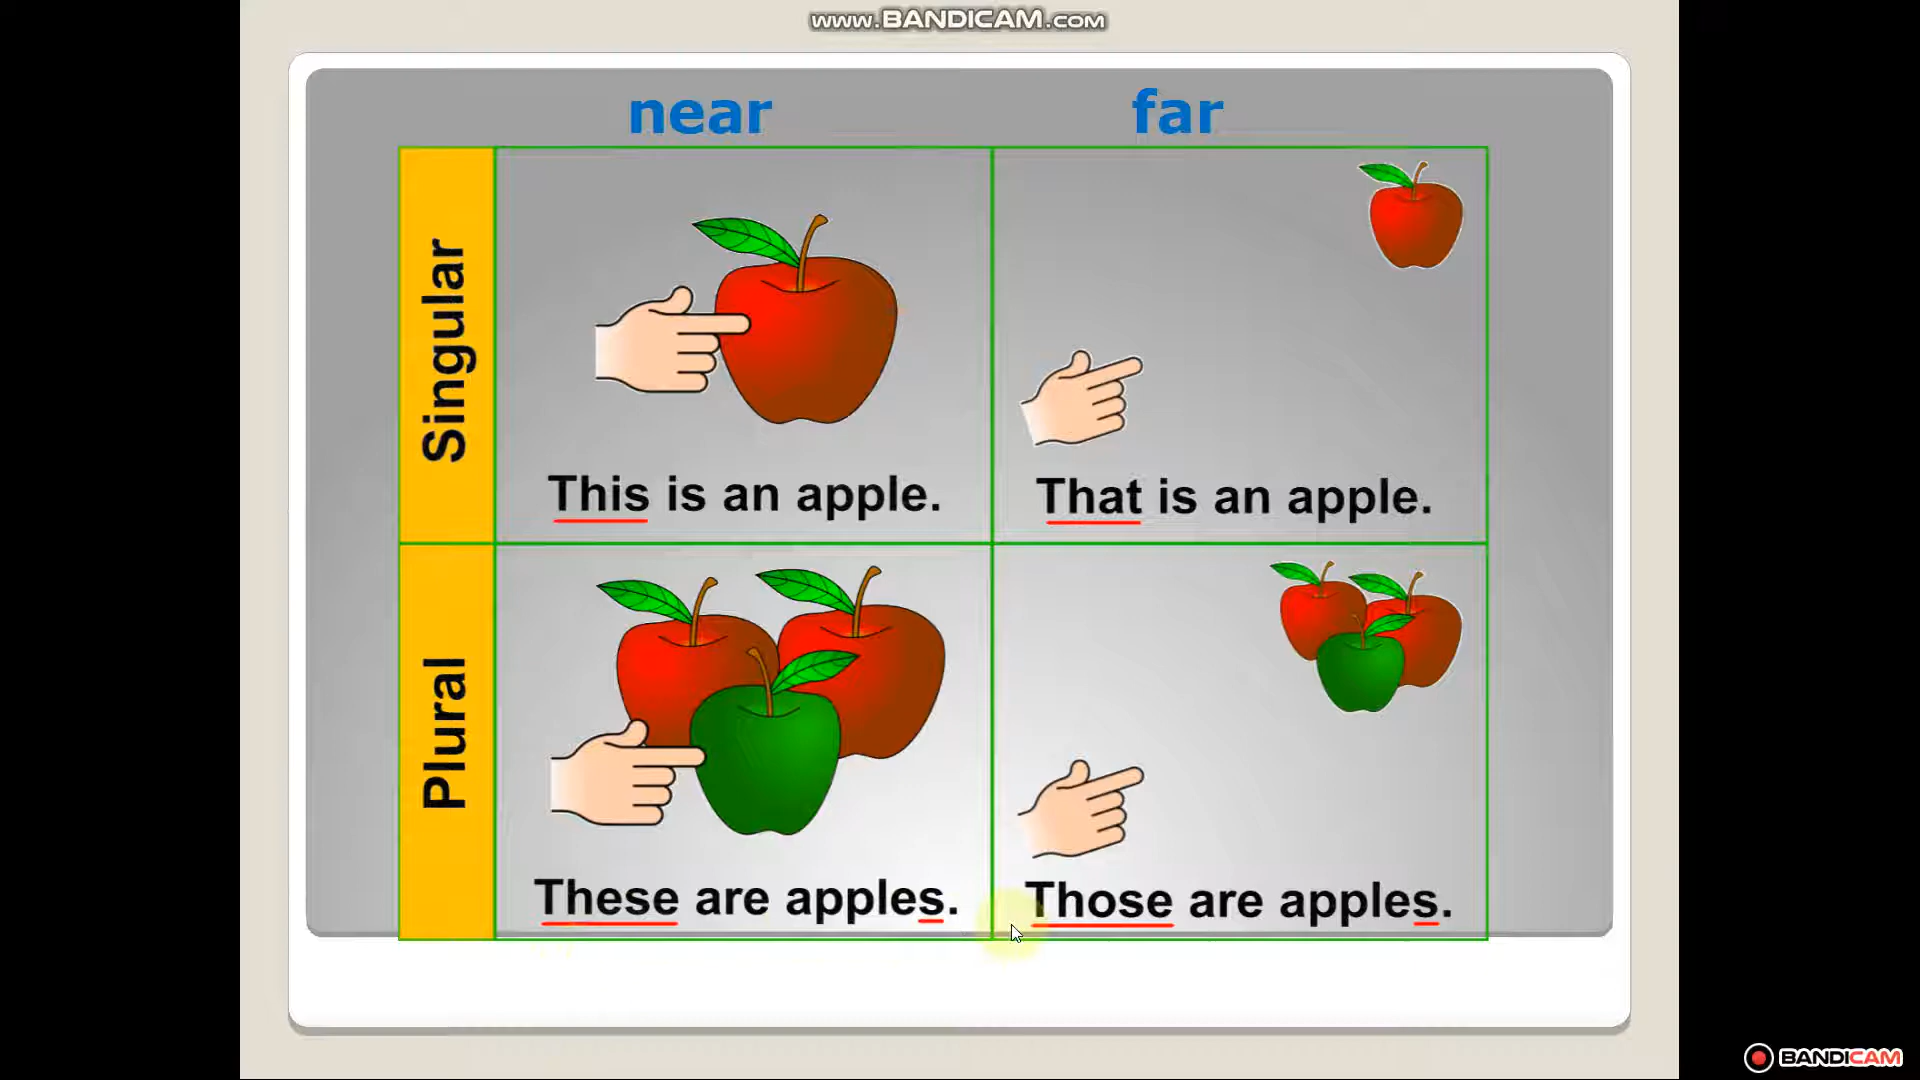 www.BANDICAM.com
near far
Singular
This is an apple. That is an apple.
Plural
These are apples. Those are apples.
BANDICAM